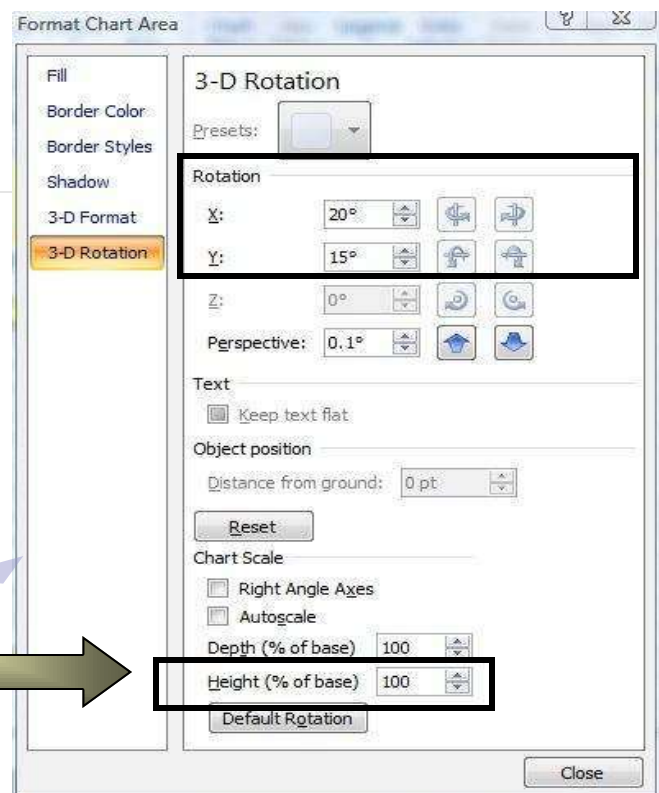 Format Chart Area
Fill
Border Color
Border Styles
Shadow
3-D Format
3-D Rotation
3-D Rotation
Presets:
Rotation
X: 20°
Y: 15°
Z: 0°
Perspective: 0.1°
Text
Keep text flat
Object position
Distance from ground: 0 pt
Reset
Chart Scale
Right Angle Axes
Autoscale
Depth (% of base) 100
Height (% of base) 100
Default Rotation
Close